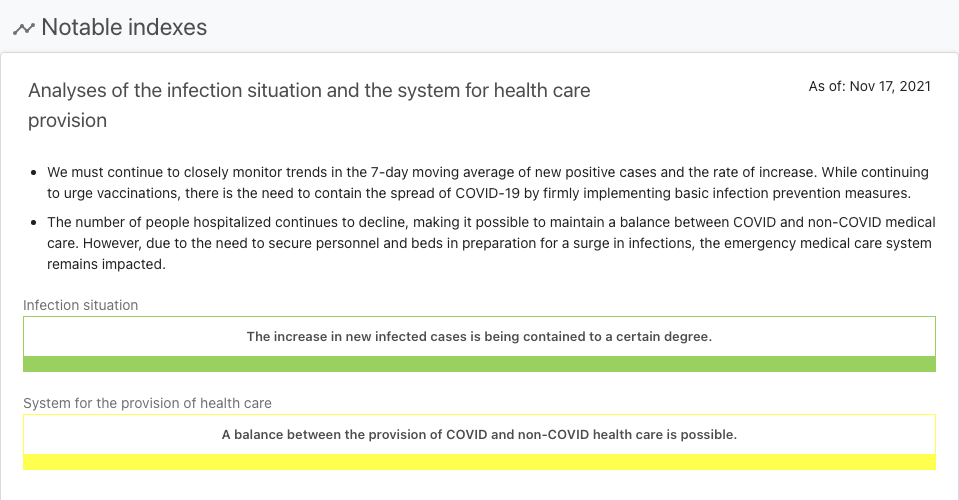 Notable indexes
Analyses of the infection situation and the system for health care
provision
As of: Nov 17, 2021
We must continue to closely monitor trends in the 7-day moving average of new positive cases and the rate of increase. While continuing
to urge vaccinations, there is the need to contain the spread of COVID-19 by firmly implementing basic infection prevention measures.
The number of people hospitalized continues to decline, making it possible to maintain a balance between COVID and non-COVID medical
care. However, due to the need to secure personnel and beds in preparation for a surge in infections, the emergency medical care system
remains impacted.
Infection situation
The increase in new infected cases is being contained to a certain degree.
System for the provision of health care
A balance between the provision of COVID and non-COVID health care is possible.